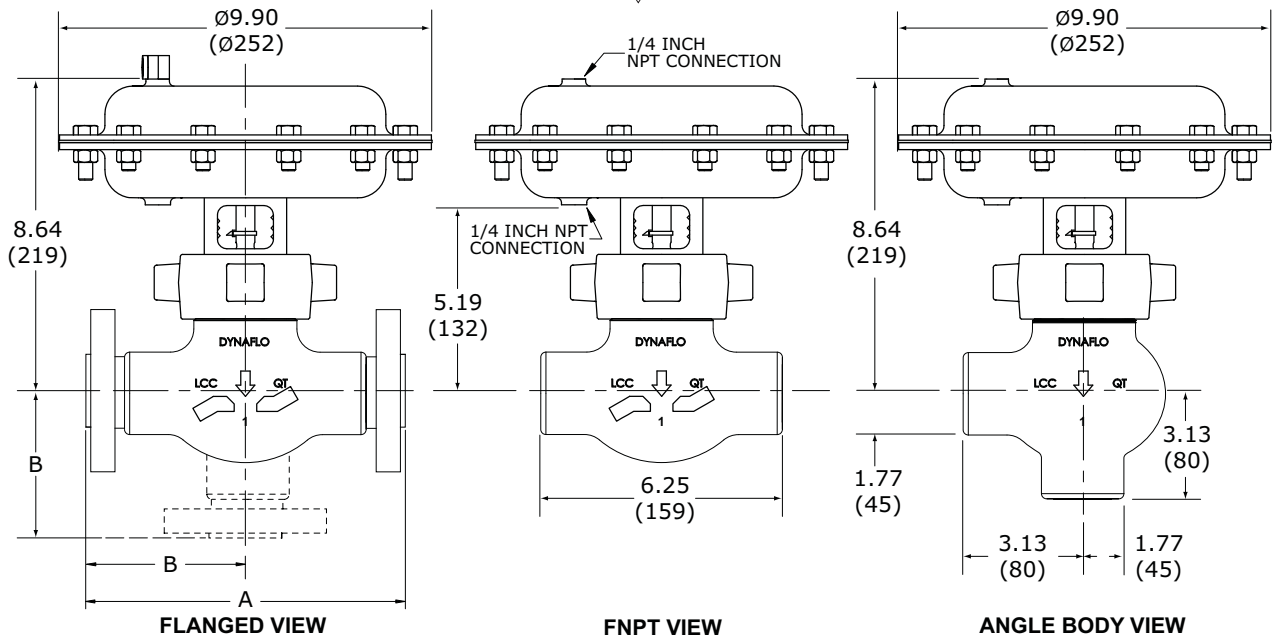 Ø9.90
(Ø252)
8.64
(219)
DYNAFLO
LCC QT
1
B
B
A
FLANGED VIEW
1/4 INCH
NPT CONNECTION
1/4 INCH NPT
CONNECTION
5.19
(132)
DYNAFLO
LCC QT
1
6.25
(159)
FNPT VIEW
Ø9.90
(Ø252)
8.64
(219)
DYNAFLO
LCC QT
1
1.77
(45)
3.13
(80)
3.13
(80)
1.77
(45)
ANGLE BODY VIEW